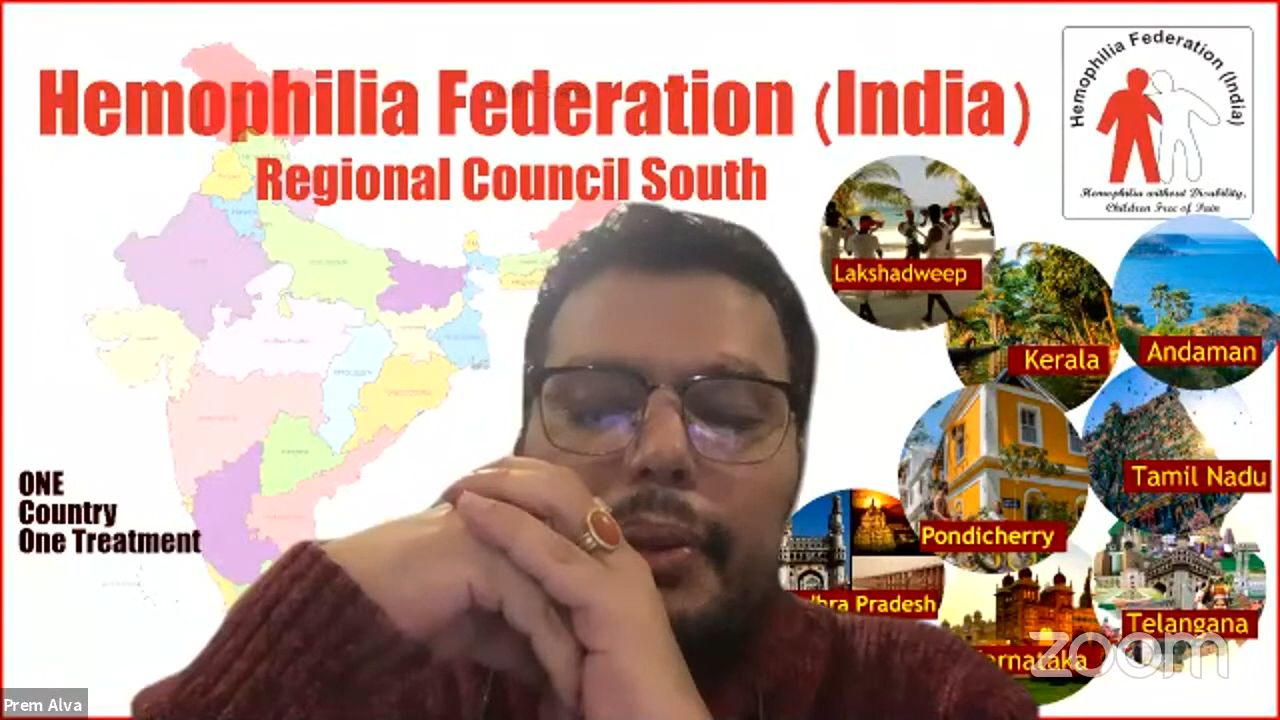 Hemophilia Federation (India)
Regional Council South
Hemophilia Federation (India)
Hemophilia without Disability,
Children Free of Pain
Lakshadweep
Kerala
Andaman
Tamil Nadu
Pondicherry
ONE
Country
One Treatment
Pradesh
Telangana
zoom
Prem Alva